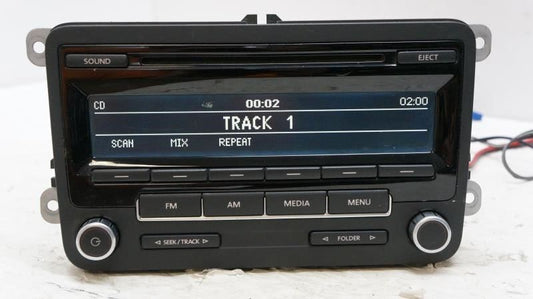 SOUND EJECT
CD 00:02 02:00
TRACK 1
SCAN MIX REPEAT
FM AM MEDIA MENU
SEEK/TRACK FOLDER